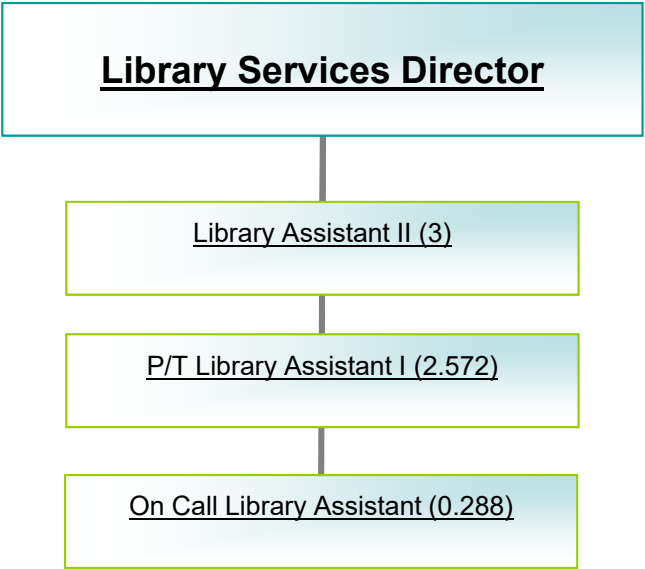 Library Services Director
Library Assistant II (3)
P/T Library Assistant I (2.572)
On Call Library Assistant (0.288)